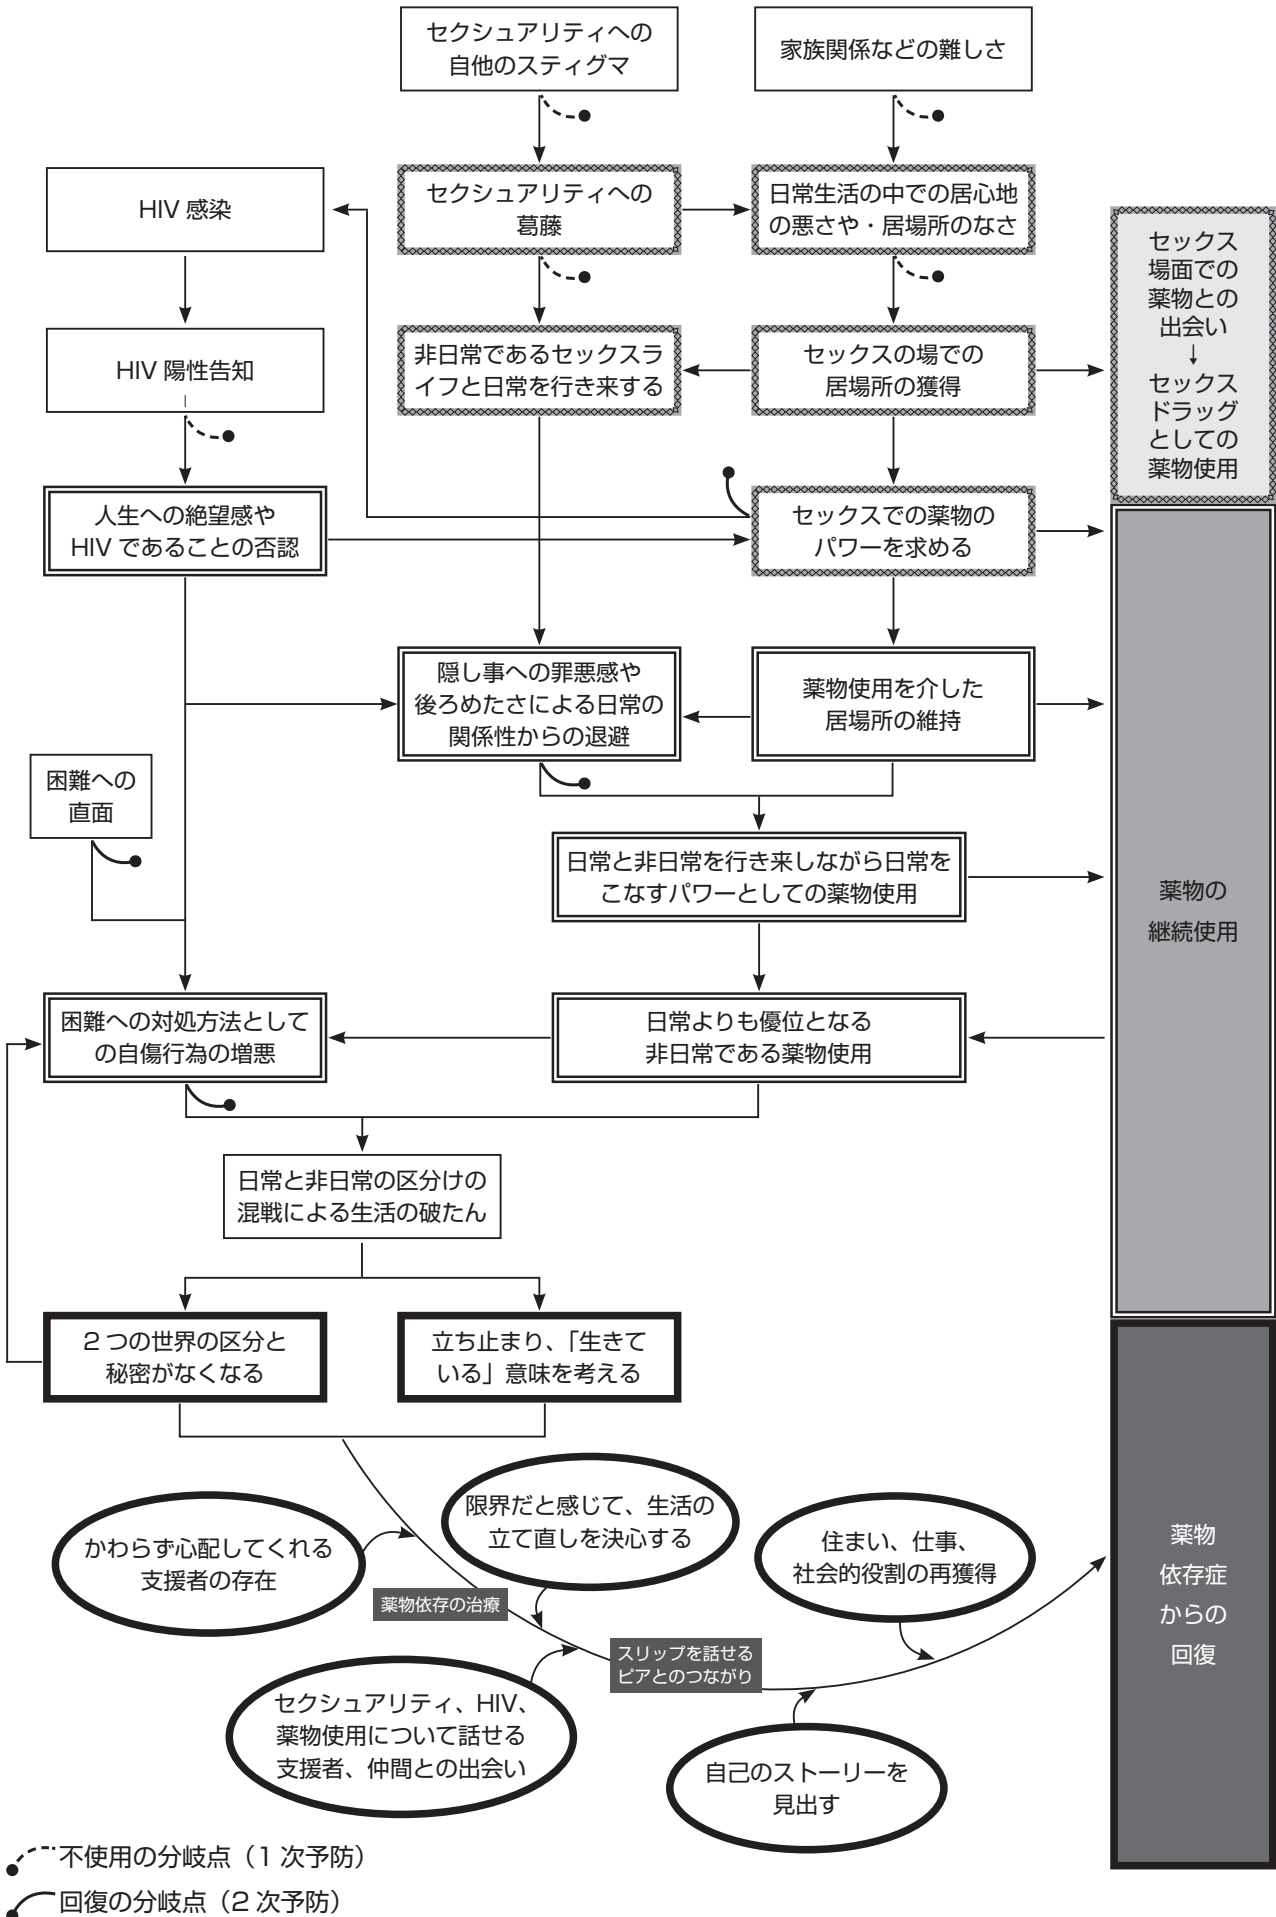 セクシュアリティへの
自他のスティグマ
家族関係などの難しさ
HIV 感染
セクシュアリティへの
葛藤
日常生活の中での居心地
の悪さや・居場所のなさ
セックス
場面での
薬物との
出会い
↓
セックス
ドラッグ
としての
薬物使用
HIV 陽性告知
非日常であるセックスラ
イフと日常を行き来する
セックスの場での
居場所の獲得
人生への絶望感や
HIV であることの否認
セックスでの薬物の
パワーを求める
隠し事への罪悪感や
後ろめたさによる日常の
関係性からの退避
薬物使用を介した
居場所の維持
困難への
直面
日常と非日常を行き来しながら日常を
こなすパワーとしての薬物使用
薬物の
継続使用
困難への対処方法として
の自傷行為の増悪
日常よりも優位となる
非日常である薬物使用
日常と非日常の区分けの
混戦による生活の破たん
2 つの世界の区分と
秘密がなくなる
立ち止まり、「生きて
いる」意味を考える
かわらず心配してくれる
支援者の存在
限界だと感じて、生活の
立て直しを決心する
住まい、仕事、
社会的役割の再獲得
薬物
依存症
からの
回復
薬物依存の治療
スリップを話せる
ピアとのつながり
セクシュアリティ、HIV、
薬物使用について話せる
支援者、仲間との出会い
自己のストーリーを
見出す
不使用の分岐点（1 次予防）
回復の分岐点（2 次予防）